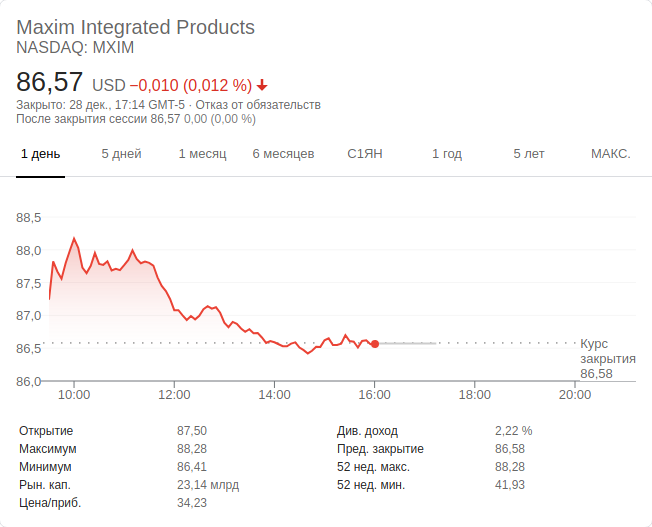 Maxim Integrated Products
NASDAQ: MXIM
86,57 USD −0,010 (0,012 %)
Закрыто: 28 дек., 17:14 GMT-5 · Отказ от обязательств
После закрытия сессии 86,57 0,00 (0,00 %)
1 день 5 дней 1 месяц 6 месяцев С1ЯН 1 год 5 лет МАКС.
88,5
88,0
87,5
87,0
86,5
86,0
Курс
закрытия
86,58
10:00 12:00 14:00 16:00 18:00 20:00
Открытие 87,50 Див. доход 2,22 %
Максимум 88,28 Пред. закрытие 86,58
Минимум 86,41 52 нед. макс. 88,28
Рын. кап. 23,14 млрд 52 нед. мин. 41,93
Цена/приб. 34,23